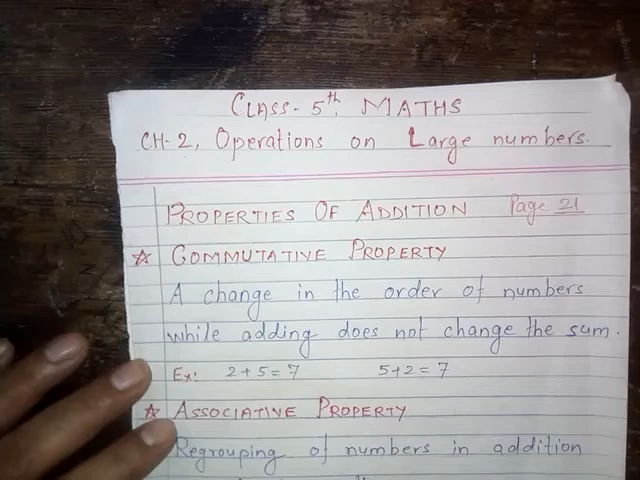 CLASS - 5th MATHS
CH-2, Operations on Large numbers.
PROPERTIES OF ADDITION Page 21
☆ COMMUTATIVE PROPERTY
A change in the order of numbers
while adding does not change the sum.
Ex: 2+5=7 5+2=7
☆ ASSOCIATIVE PROPERTY
Regrouping of numbers in addition